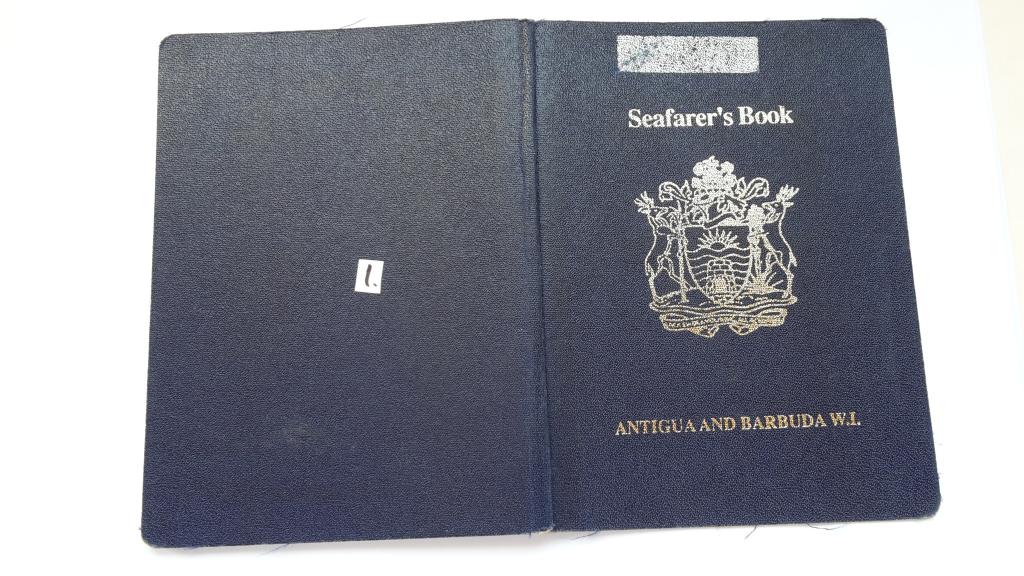 1.
Seafarer's Book
ANTIGUA AND BARBUDA W.I.